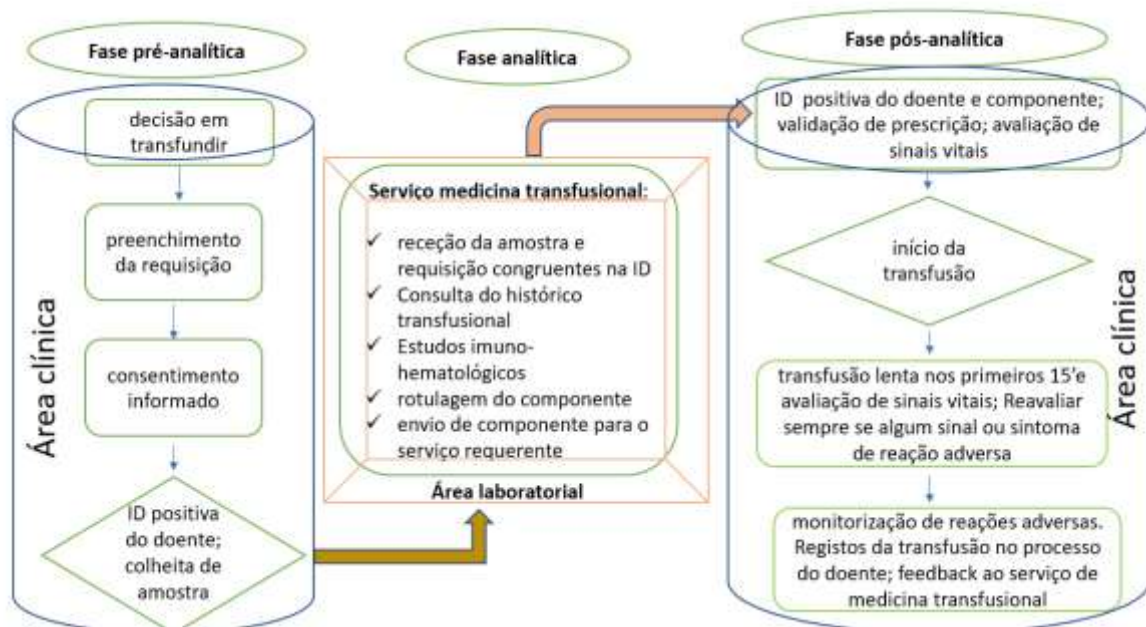 Fase pré-analítica
Área clínica
decisão em
transfundir
preenchimento
da requisição
consentimento
informado
ID positiva
do doente;
colheita de
amostra
Fase analítica
Serviço medicina transfusional:
✓ receção da amostra e
requisição congruentes na ID
✓ Consulta do histórico
transfusional
✓ Estudos imuno-
hematológicos
✓ rotulagem do componente
✓ envio de componente para o
serviço requerente
Área laboratorial
Fase pós-analítica
ID positiva do doente e componente;
validação de prescrição; avaliação de
sinais vitais
início da
transfusão
transfusão lenta nos primeiros 15'e
avaliação de sinais vitais; Reavaliar
sempre se algum sinal ou sintoma
de reação adversa
monitorização de reações adversas.
Registos da transfusão no processo
do doente; feedback ao serviço de
medicina transfusional
Área clínica